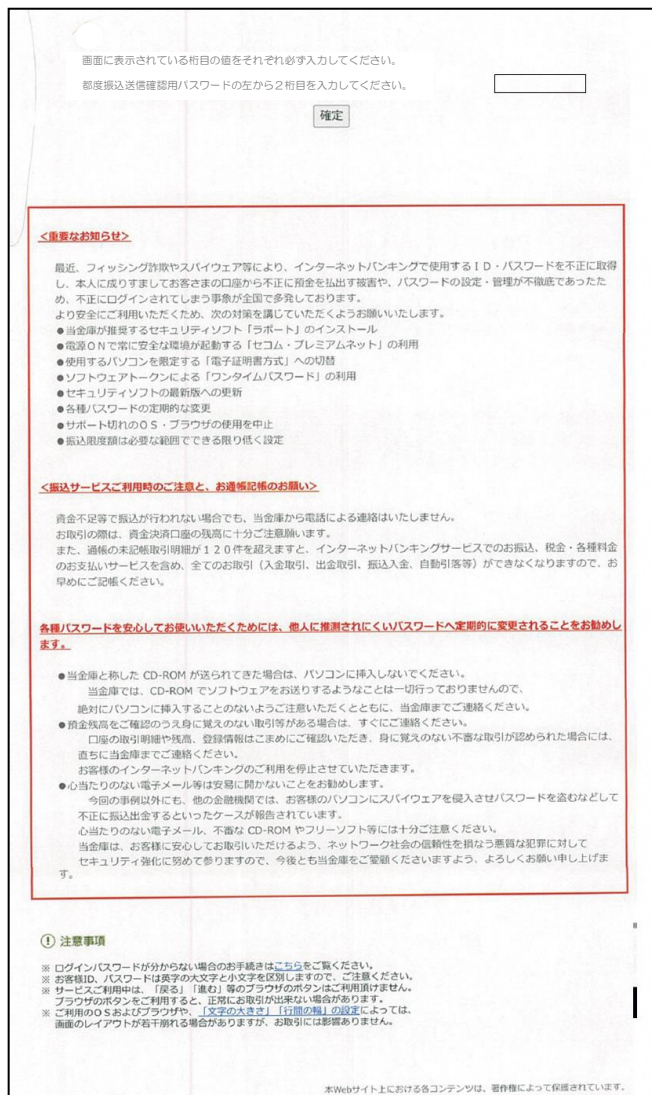 画面に表示されている桁目の値をそれぞれ必ず入力してください。
都度振込送信確認用パスワードの左から２桁目を入力してください。
確定
<重要なお知らせ>
最近、フィッシング詐欺やスパイウェア等により、インターネットバンキングで使用するＩＤ・パスワードを不正に取得
し、本人に成りすましてお客さまの口座から不正に預金を払出す被害や、パスワードの設定・管理が不徹底であったた
め、不正にログインされてしまう事象が全国で多発しております。
より安全にご利用いただくため、次の対策を講じていただくようお願いいたします。
●当金庫が推奨するセキュリティソフト「ラポート」のインストール
●電源ＯＮで常に安全な環境が起動する「セコム・プレミアムネット」の利用
●使用するパソコンを限定する「電子証明書方式」への切替
●ソフトウェアトークンによる「ワンタイムパスワード」の利用
●セキュリティソフトの最新版への更新
●各種パスワードの定期的な変更
●サポート切れのＯＳ・ブラウザの使用を中止
●振込限度額は必要な範囲でできる限り低く設定
<振込サービスご利用時のご注意と、お通帳記帳のお願い>
資金不足等で振込が行われない場合でも、当金庫から電話による連絡はいたしません。
お取引の際は、資金決済口座の残高に十分ご注意願います。
また、通帳の未記帳取引明細が１２０件を超えますと、インターネットバンキングサービスでのお振込、税金・各種料金
のお支払いサービスを含め、全てのお取引（入金取引、出金取引、振込入金、自動引落等）ができなくなりますので、お
早めにご記帳ください。
各種パスワードを安心してお使いいただくためには、他人に推測されにくいパスワードへ定期的に変更されることをお勧めし
ます。
●当金庫と称した CD-ROM が送られてきた場合は、パソコンに挿入しないでください。
当金庫では、CD-ROM でソフトウェアをお送りするようなことは一切行っておりませんので、
絶対にパソコンに挿入することのないようご注意いただくとともに、当金庫までご連絡ください。
●預金残高をご確認のうえ身に覚えのない取引等がある場合は、すぐにご連絡ください。
口座の取引明細や残高、登録情報はこまめにご確認いただき、身に覚えのない不審な取引が認められた場合には、
直ちに当金庫までご連絡ください。
お客様のインターネットバンキングのご利用を停止させていただきます。
●心当たりのない電子メール等は安易に開かないことをお勧めします。
今回の事例以外にも、他の金融機関では、お客様のパソコンにスパイウェアを侵入させパスワードを盗むなどして
不正に振込出金するといったケースが報告されています。
心当たりのない電子メール、不審な CD-ROM やフリーソフト等には十分ご注意ください。
当金庫は、お客様に安心してお取引いただけるよう、ネットワーク社会の信頼性を損なう悪質な犯罪に対して
セキュリティ強化に努めて参りますので、今後とも当金庫をご愛顧くださいますよう、よろしくお願い申し上げま
す。
注意事項
※ ログインパスワードが分からない場合のお手続きはこちらをご覧ください。
※ お客様ID、パスワードは英字の大文字と小文字を区別しますので、ご注意ください。
※ サービスご利用中は、「戻る」「進む」等のブラウザのボタンはご利用頂けません。
ブラウザのボタンをご利用すると、正常にお取引が出来ない場合があります。
※ ご利用のＯＳおよびブラウザや、「文字の大きさ」「行間の幅」の設定によっては、
画面のレイアウトが若干崩れる場合がありますが、お取引には影響ありません。
本Webサイト上における各コンテンツは、著作権によって保護されています。